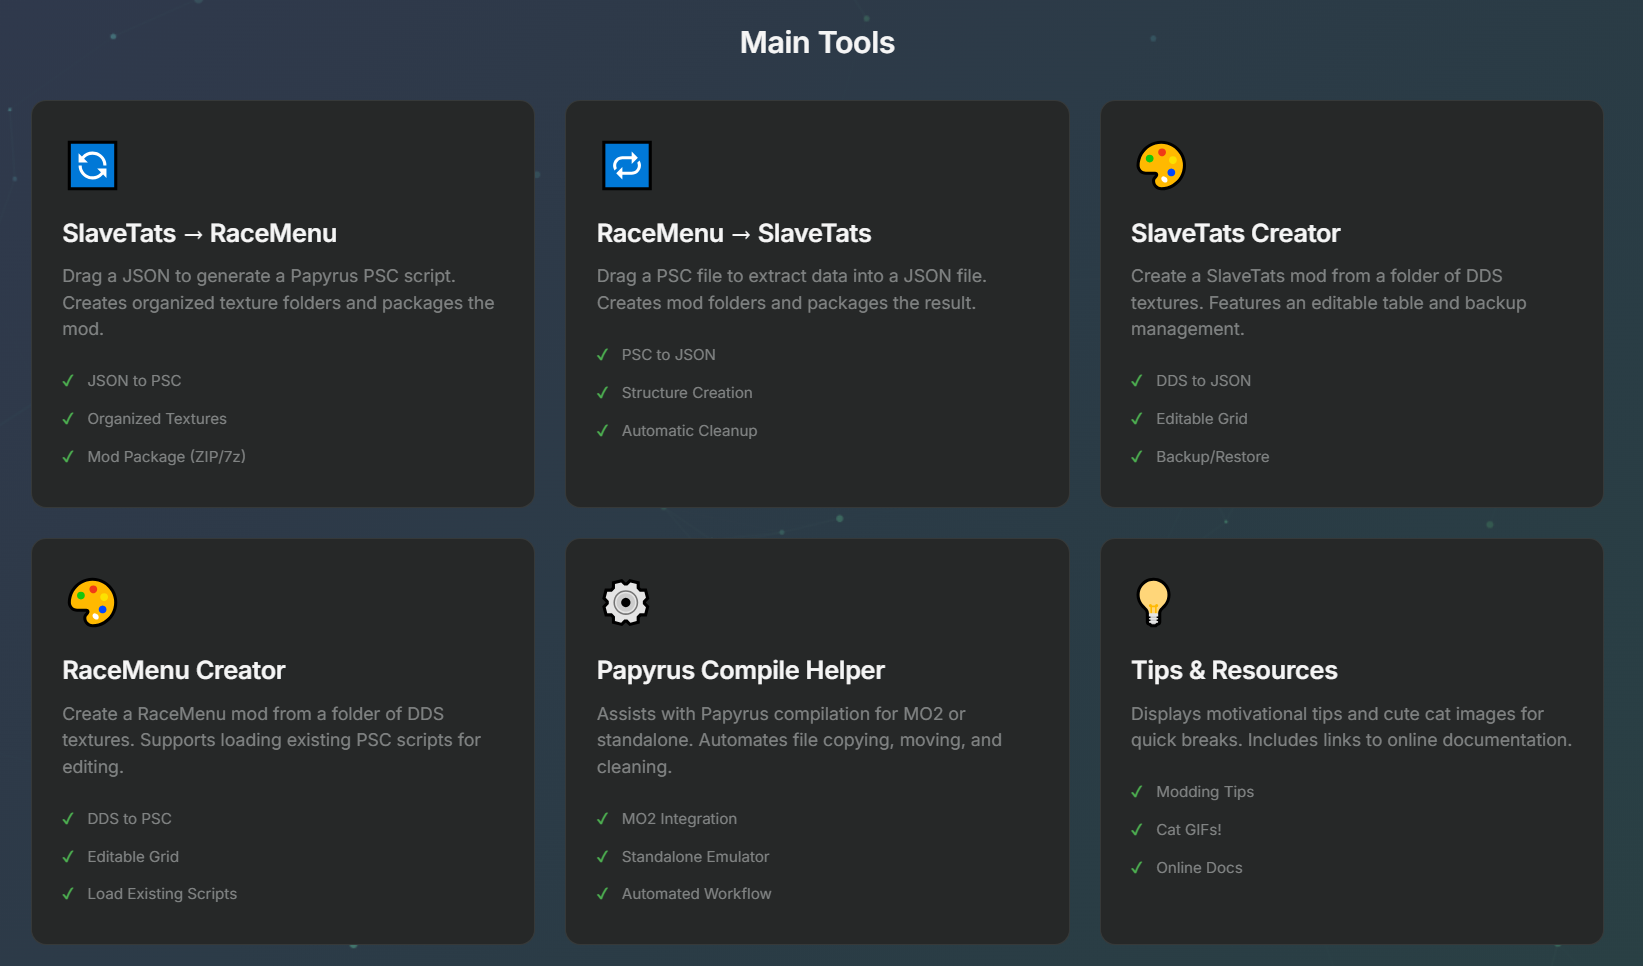 Main Tools
SlaveTats → RaceMenu
Drag a JSON to generate a Papyrus PSC script.
Creates organized texture folders and packages the
mod.
✓ JSON to PSC
✓ Organized Textures
✓ Mod Package (ZIP/7z)
RaceMenu → SlaveTats
Drag a PSC file to extract data into a JSON file.
Creates mod folders and packages the result.
✓ PSC to JSON
✓ Structure Creation
✓ Automatic Cleanup
SlaveTats Creator
Create a SlaveTats mod from a folder of DDS
textures. Features an editable table and backup
management.
✓ DDS to JSON
✓ Editable Grid
✓ Backup/Restore
RaceMenu Creator
Create a RaceMenu mod from a folder of DDS
textures. Supports loading existing PSC scripts for
editing.
✓ DDS to PSC
✓ Editable Grid
✓ Load Existing Scripts
Papyrus Compile Helper
Assists with Papyrus compilation for MO2 or
standalone. Automates file copying, moving, and
cleaning.
✓ MO2 Integration
✓ Standalone Emulator
✓ Automated Workflow
Tips & Resources
Displays motivational tips and cute cat images for
quick breaks. Includes links to online documentation.
✓ Modding Tips
✓ Cat GIFs!
✓ Online Docs